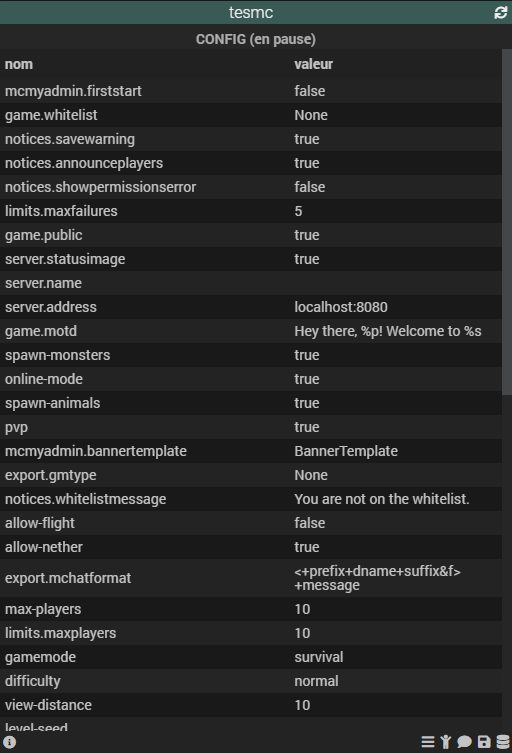 tesmc
CONFIG (en pause)
nom valeur
mcmyadmin.firststart false
game.whitelist None
notices.savewarning true
notices.announceplayers true
notices.showpermissionserror false
limits.maxfailures 5
game.public true
server.statusimage true
server.name
server.address localhost:8080
game.motd Hey there, %p! Welcome to %s
spawn-monsters true
online-mode true
spawn-animals true
pvp true
mcmyadmin.bannertemplate BannerTemplate
export.gmtype None
notices.whitelistmessage You are not on the whitelist.
allow-flight false
allow-nether true
export.mchatformat <+prefix+dname+suffix&f>
+message
max-players 10
limits.maxplayers 10
gamemode survival
difficulty normal
view-distance 10
level-seed